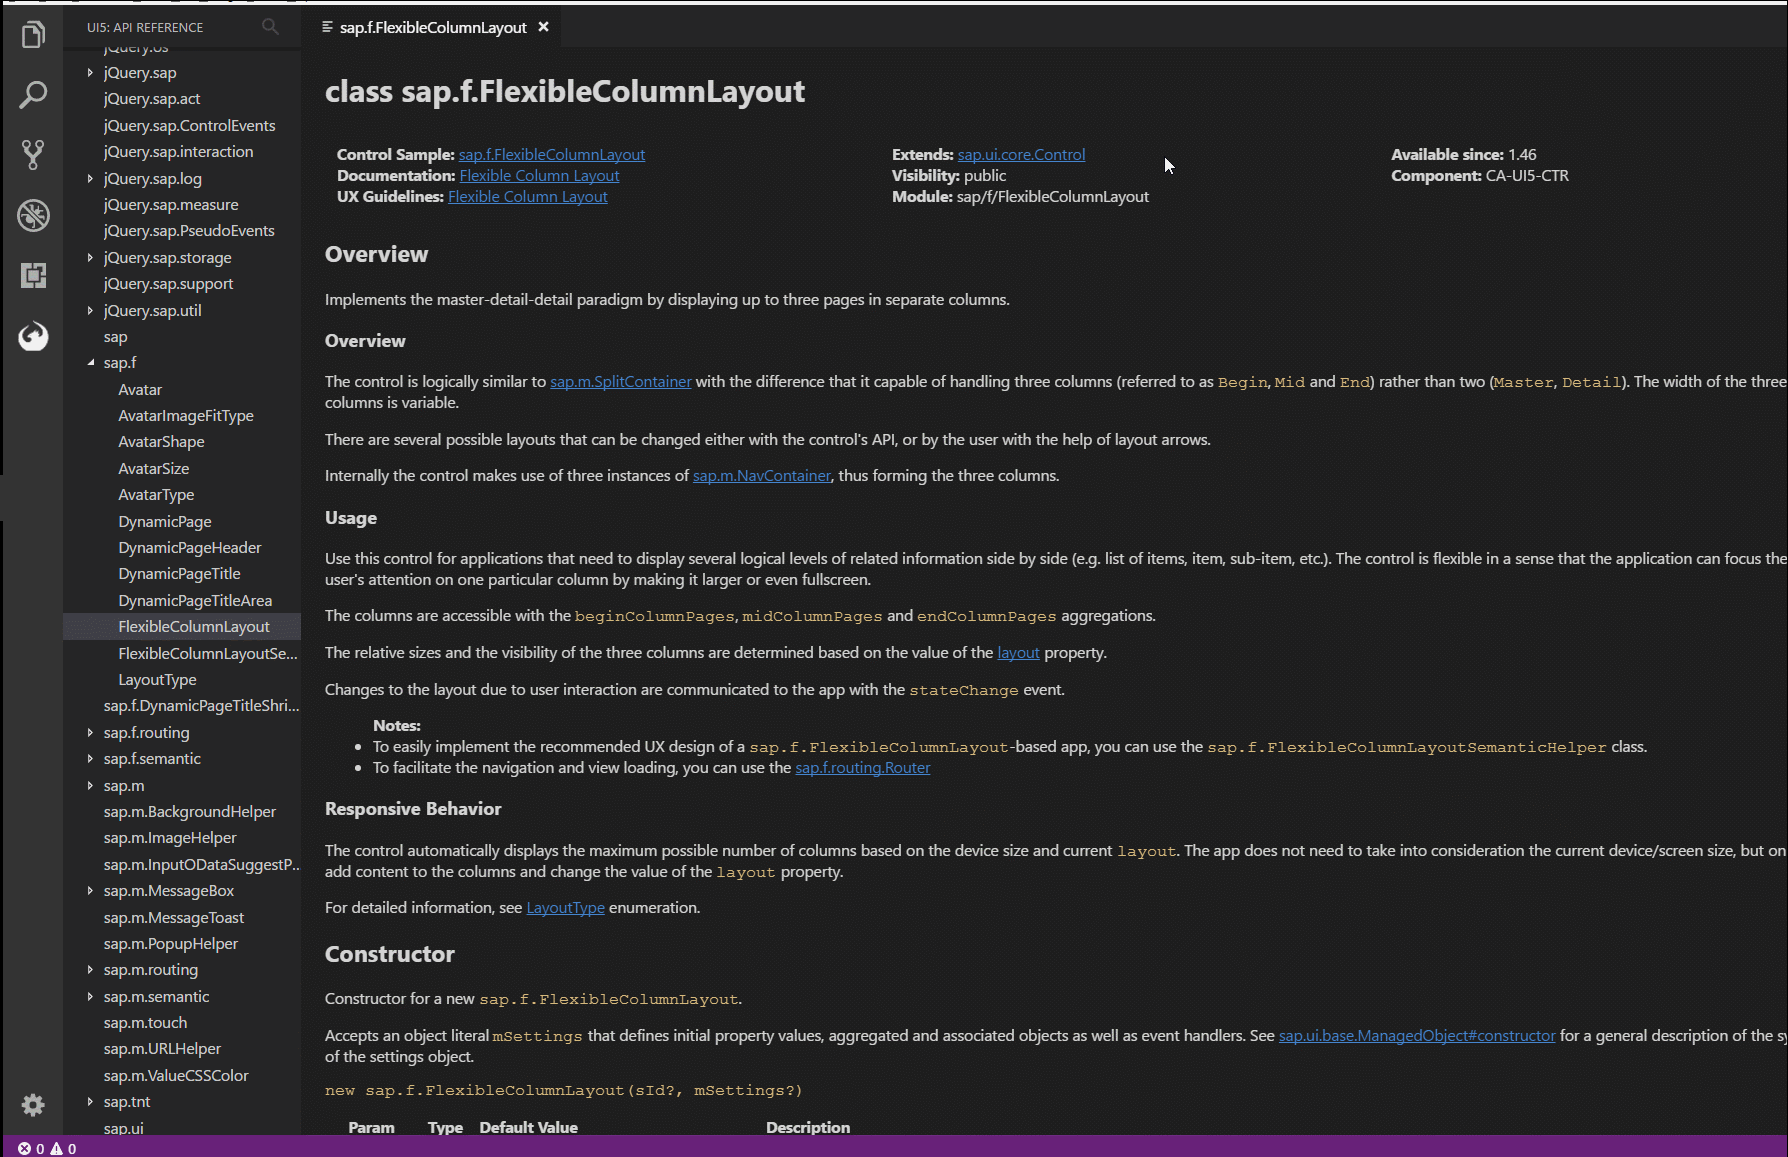 UI5: API REFERENCE
jQuery.os
jQuery.sap
jQuery.sap.act
jQuery.sap.ControlEvents
jQuery.sap.interaction
jQuery.sap.log
jQuery.sap.measure
jQuery.sap.PseudoEvents
jQuery.sap.storage
jQuery.sap.support
jQuery.sap.util
sap
sap.f
Avatar
AvatarImageFitType
AvatarShape
AvatarSize
AvatarType
DynamicPage
DynamicPageHeader
DynamicPageTitle
DynamicPageTitleArea
FlexibleColumnLayout
FlexibleColumnLayoutSe...
LayoutType
sap.f.DynamicPageTitleShri...
sap.f.routing
sap.f.semantic
sap.m
sap.m.BackgroundHelper
sap.m.ImageHelper
sap.m.InputODataSuggestP...
sap.m.MessageBox
sap.m.MessageToast
sap.m.PopupHelper
sap.m.routing
sap.m.semantic
sap.m.touch
sap.m.URLHelper
sap.m.ValueCSSColor
sap.tnt
sap.ui
sap.f.FlexibleColumnLayout
class sap.f.FlexibleColumnLayout
Control Sample: sap.f.FlexibleColumnLayout
Documentation: Flexible Column Layout
UX Guidelines: Flexible Column Layout
Extends: sap.ui.core.Control
Visibility: public
Module: sap/f/FlexibleColumnLayout
Available since: 1.46
Component: CA-UI5-CTR
Overview
Implements the master-detail-detail paradigm by displaying up to three pages in separate columns.
Overview
The control is logically similar to sap.m.SplitContainer with the difference that it capable of handling three columns (referred to as Begin, Mid and End) rather than two (Master, Detail). The width of the three
columns is variable.
There are several possible layouts that can be changed either with the control's API, or by the user with the help of layout arrows.
Internally the control makes use of three instances of sap.m.NavContainer, thus forming the three columns.
Usage
Use this control for applications that need to display several logical levels of related information side by side (e.g. list of items, item, sub-item, etc.). The control is flexible in a sense that the application can focus the
user's attention on one particular column by making it larger or even fullscreen.
The columns are accessible with the beginColumnPages, midColumnPages and endColumnPages aggregations.
The relative sizes and the visibility of the three columns are determined based on the value of the layout property.
Changes to the layout due to user interaction are communicated to the app with the stateChange event.
Notes:
• To easily implement the recommended UX design of a sap.f.FlexibleColumnLayout-based app, you can use the sap.f.FlexibleColumnLayoutSemanticHelper class.
• To facilitate the navigation and view loading, you can use the sap.f.routing.Router
Responsive Behavior
The control automatically displays the maximum possible number of columns based on the device size and current layout. The app does not need to take into consideration the current device/screen size, but on
add content to the columns and change the value of the layout property.
For detailed information, see LayoutType enumeration.
Constructor
Constructor for a new sap.f.FlexibleColumnLayout.
Accepts an object literal mSettings that defines initial property values, aggregated and associated objects as well as event handlers. See sap.ui.base.ManagedObject#constructor for a general description of the sy
of the settings object.
new sap.f.FlexibleColumnLayout(sId?, mSettings?)
Param Type Default Value Description
0 0